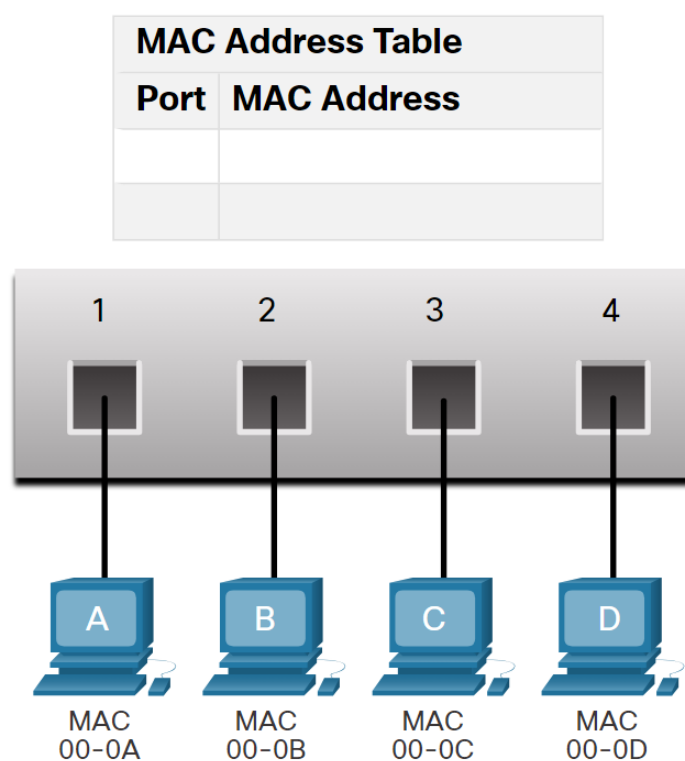 MAC Address Table
Port MAC Address
1 2 3 4
A B C D
MAC MAC MAC MAC
00-0A 00-0B 00-0C 00-0D